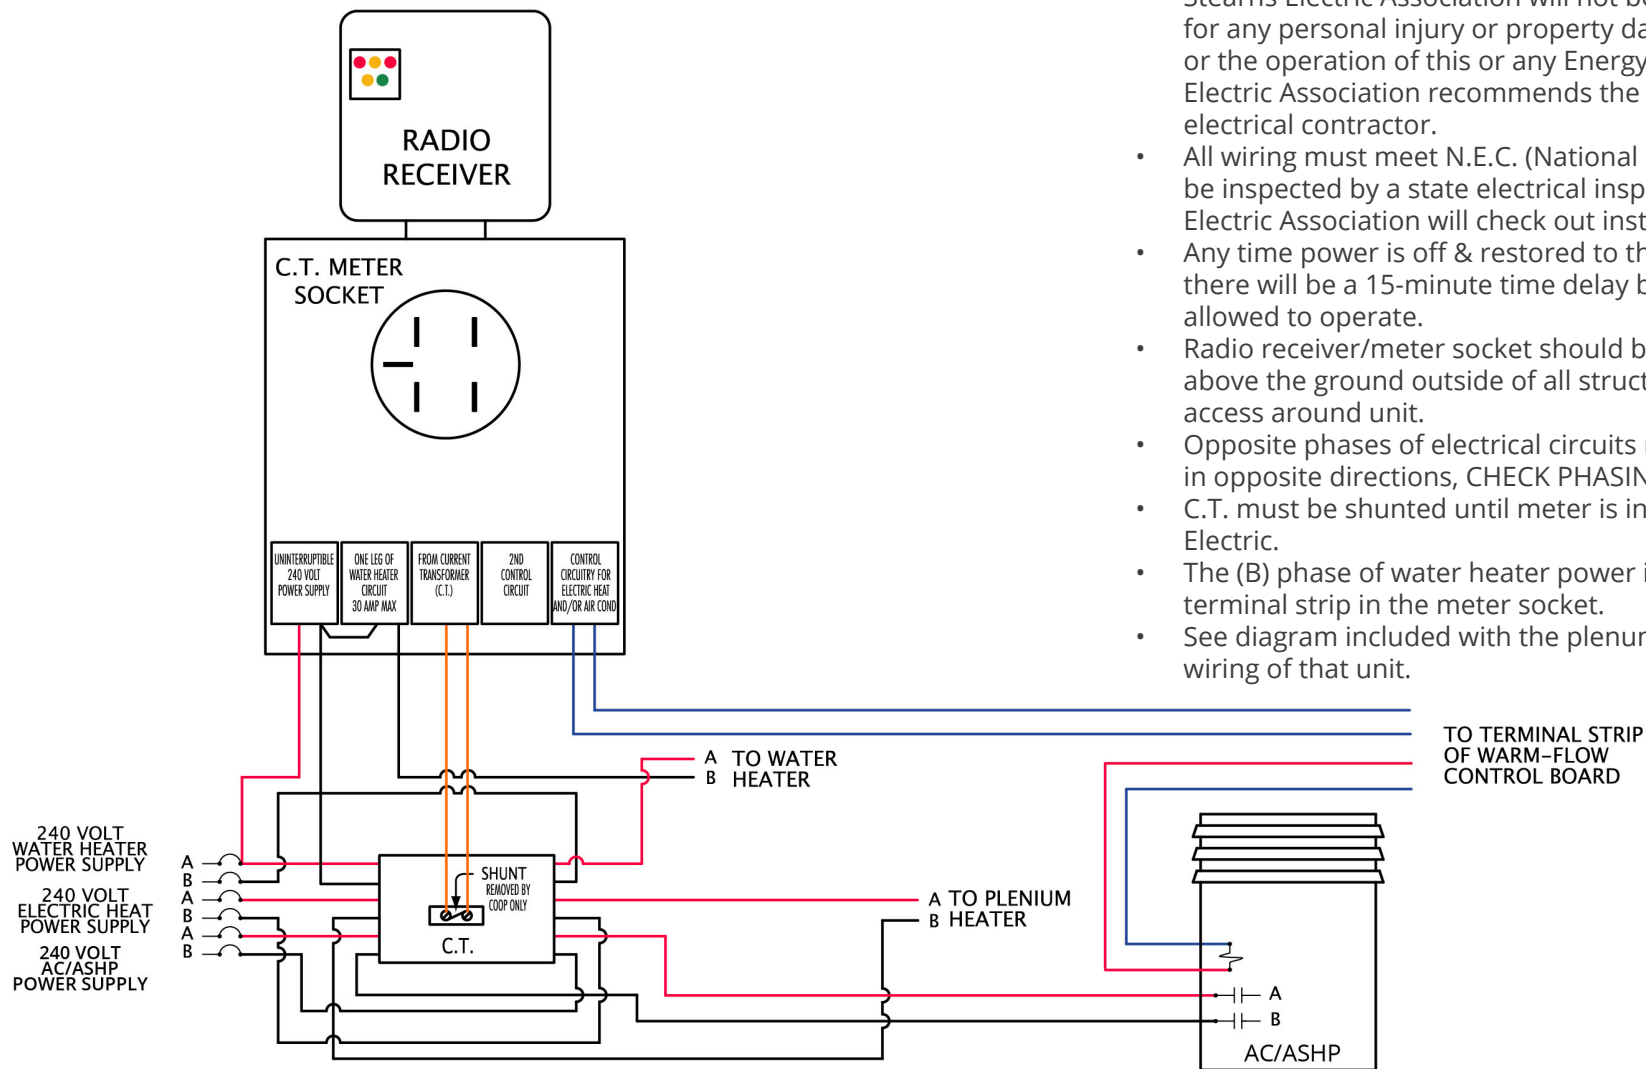 RADIO
RECEIVER
C.T. METER
SOCKET
UNINTERRUPTIBLE
240 VOLT
POWER SUPPLY
ONE LEG OF
WATER HEATER
CIRCUIT
30 AMP MAX
FROM CURRENT
TRANSFORMER
(C.T.)
2ND
CONTROL
CIRCUIT
CONTROL
CIRCUITRY FOR
ELECTRIC HEAT
AND/OR AIR COND
Stearns Electric Association will not b
for any personal injury or property da
or the operation of this or any Energy
Electric Association recommends the
electrical contractor.
• All wiring must meet N.E.C. (National
be inspected by a state electrical insp
Electric Association will check out inst
• Any time power is off & restored to th
there will be a 15-minute time delay b
allowed to operate.
• Radio receiver/meter socket should b
above the ground outside of all struct
access around unit.
• Opposite phases of electrical circuits
in opposite directions, CHECK PHASIN
• C.T. must be shunted until meter is in
Electric.
• The (B) phase of water heater power i
terminal strip in the meter socket.
• See diagram included with the plenu
wiring of that unit.
TO TERMINAL STRIP
OF WARM-FLOW
CONTROL BOARD
A TO WATER
B HEATER
240 VOLT
WATER HEATER
POWER SUPPLY
A
B
240 VOLT
ELECTRIC HEAT
POWER SUPPLY
A
B
240 VOLT
AC/ASHP
POWER SUPPLY
A
B
SHUNT
REMOVED BY
COOP ONLY
C.T.
A TO PLENIUM
B HEATER
A
B
AC/ASHP